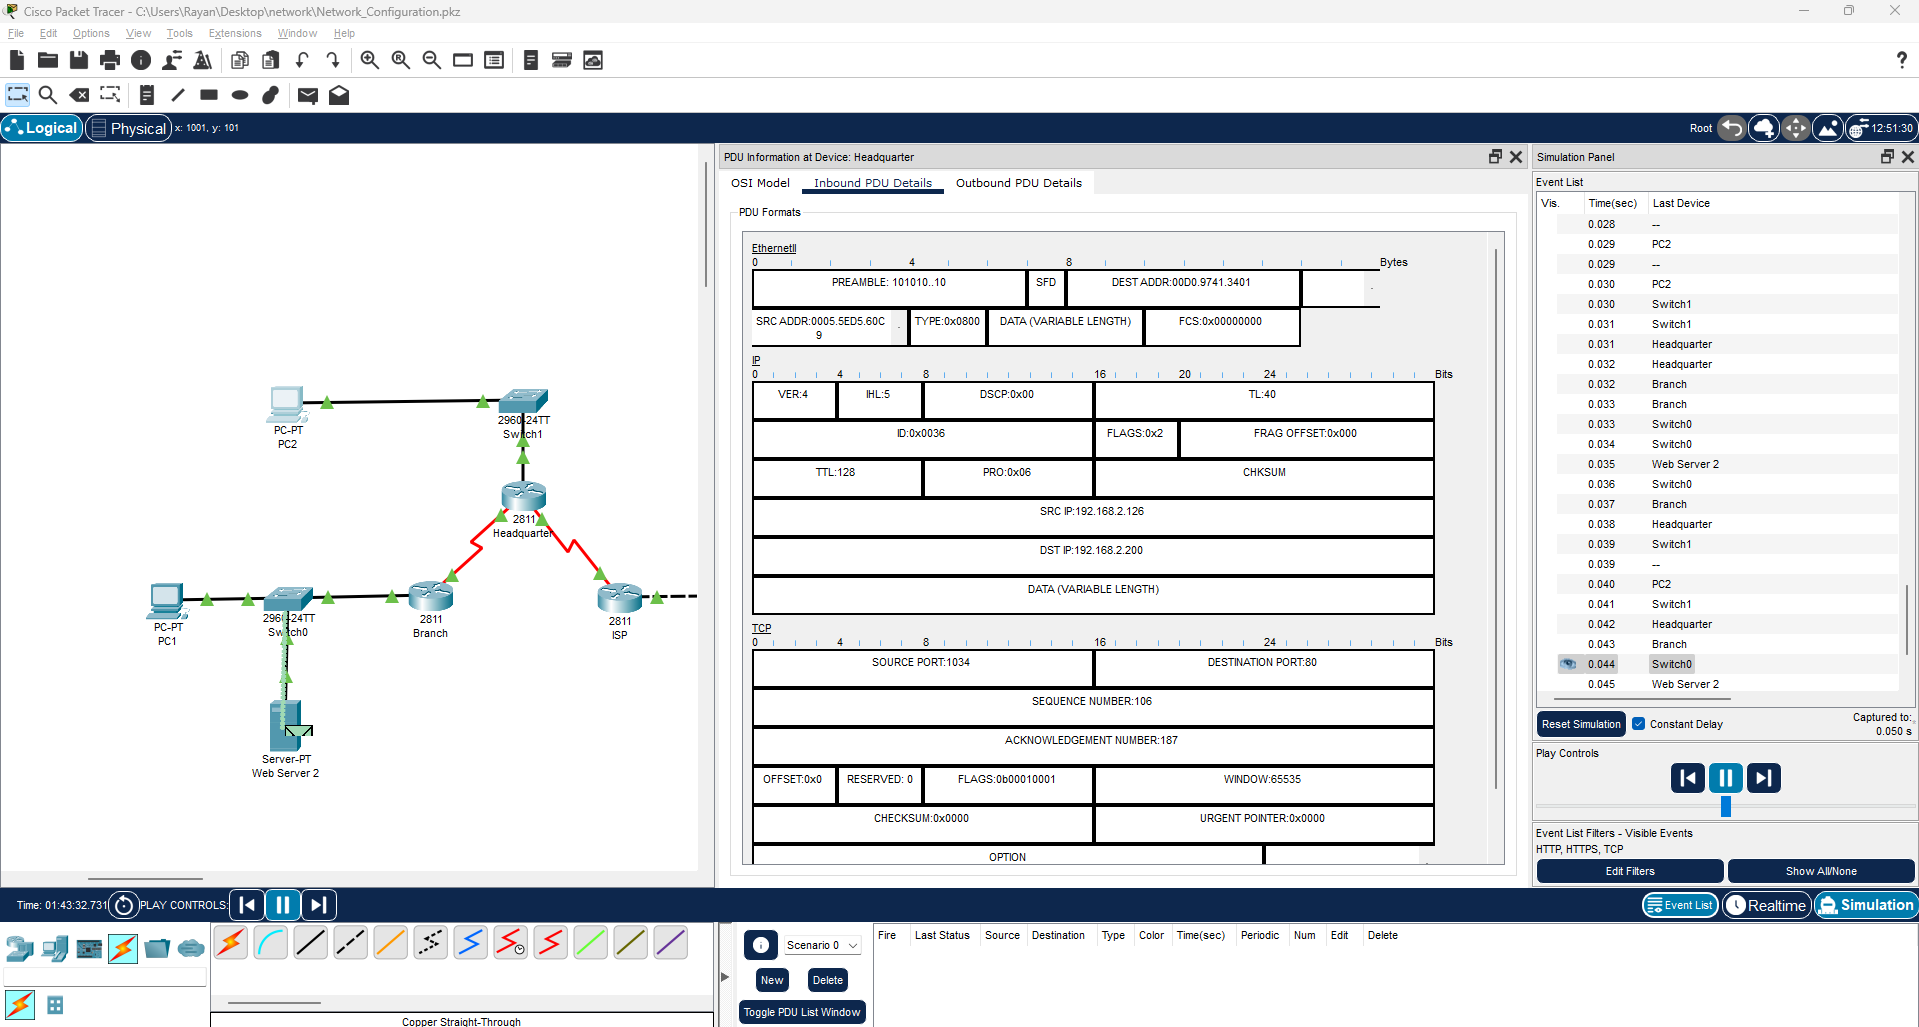 Cisco Packet Tracer - C:\Users\Rayan\Desktop\network\Network_Configuration.pkz
File Edit Options View Tools Extensions Window Help
?
Logical Physical x: 1001, y: 101 Root 12:51:30
PC-PT
PC2
2960-24TT
Switch1
2811
Headquarter
PC-PT
PC1
2960-24TT
Switch0
2811
Branch
2811
ISP
Server-PT
Web Server 2
PDU Information at Device: Headquarter
OSI Model Inbound PDU Details Outbound PDU Details
PDU Formats
EthernetII
0 4 8 Bytes
PREAMBLE: 101010..10 SFD DEST ADDR:00D0.9741.3401
SRC ADDR:0005.5ED5.60C
9 TYPE:0x0800 DATA (VARIABLE LENGTH) FCS:0x00000000
IP
0 4 8 16 20 24 Bits
VER:4 IHL:5 DSCP:0x00 TL:40
ID:0x0036 FLAGS:0x2 FRAG OFFSET:0x000
TTL:128 PRO:0x06 CHKSUM
SRC IP:192.168.2.126
DST IP:192.168.2.200
DATA (VARIABLE LENGTH)
TCP
0 4 8 16 24 Bits
SOURCE PORT:1034 DESTINATION PORT:80
SEQUENCE NUMBER:106
ACKNOWLEDGEMENT NUMBER:187
OFFSET:0x0 RESERVED: 0 FLAGS:0b00010001 WINDOW:65535
CHECKSUM:0x0000 URGENT POINTER:0x0000
OPTION
Simulation Panel
Event List
Vis. Time(sec) Last Device
0.028 --
0.029 PC2
0.029 --
0.030 PC2
0.030 Switch1
0.031 Switch1
0.031 Headquarter
0.032 Headquarter
0.032 Branch
0.033 Branch
0.033 Switch0
0.034 Switch0
0.035 Web Server 2
0.036 Switch0
0.037 Branch
0.038 Headquarter
0.039 Switch1
0.039 --
0.040 PC2
0.041 Switch1
0.042 Headquarter
0.043 Branch
0.044 Switch0
0.045 Web Server 2
Reset Simulation Constant Delay Captured to:
0.050 s
Play Controls
Event List Filters - Visible Events
HTTP, HTTPS, TCP
Edit Filters Show All/None
Time: 01:43:32.731 PLAY CONTROLS: Event List Realtime Simulation
Copper Straight-Through
Scenario 0
New Delete
Toggle PDU List Window
Fire Last Status Source Destination Type Color Time(sec) Periodic Num Edit Delete